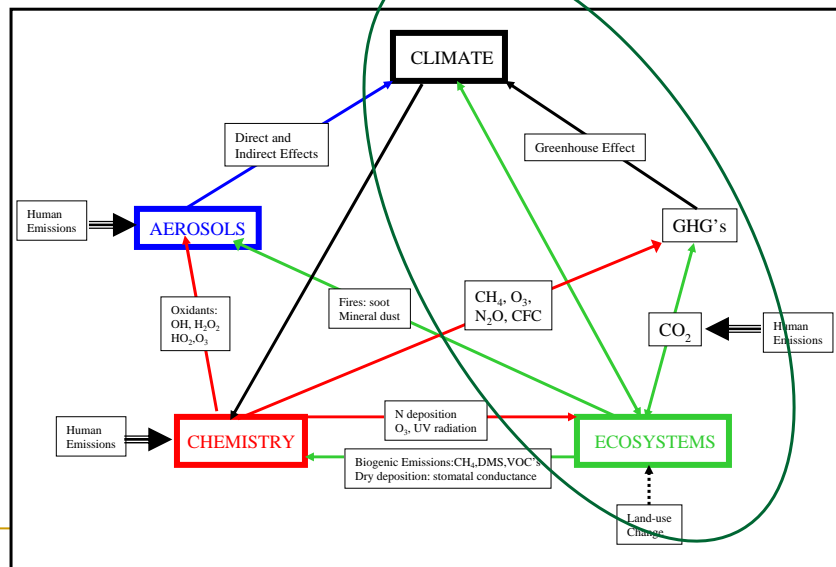 CLIMATE
Direct and
Indirect Effects
Greenhouse Effect
Human
Emissions
AEROSOLS
GHG's
Oxidants:
OH, H₂O₂
HO₂,O₃
Fires: soot
Mineral dust
CH₄, O₃,
N₂O, CFC
CO₂
Human
Emissions
Human
Emissions
CHEMISTRY
N deposition
O₃, UV radiation
ECOSYSTEMS
Biogenic Emissions:CH₄,DMS,VOC's
Dry deposition: stomatal conductance
Land-use
Change